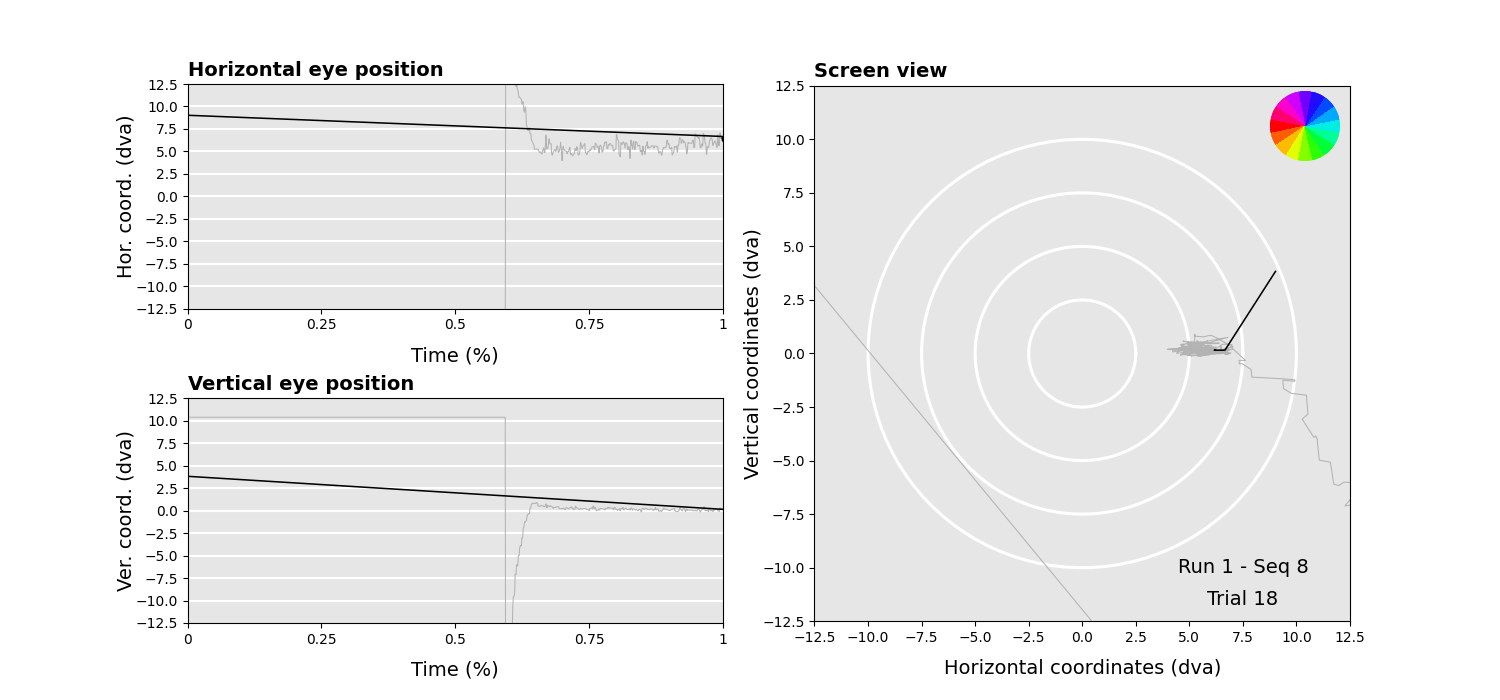 Horizontal eye position
12.5
10.0
7.5
5.0
2.5
0.0
−2.5
−5.0
−7.5
−10.0
−12.5
Hor. coord. (dva)
0 0.25 0.5 0.75 1
Time (%)
Vertical eye position
12.5
10.0
7.5
5.0
2.5
0.0
−2.5
−5.0
−7.5
−10.0
−12.5
Ver. coord. (dva)
0 0.25 0.5 0.75 1
Time (%)
Screen view
12.5
10.0
7.5
5.0
2.5
0.0
−2.5
−5.0
−7.5
−10.0
−12.5
Vertical coordinates (dva)
Run 1 - Seq 8
Trial 18
−12.5 −10.0 −7.5 −5.0 −2.5 0.0 2.5 5.0 7.5 10.0 12.5
Horizontal coordinates (dva)